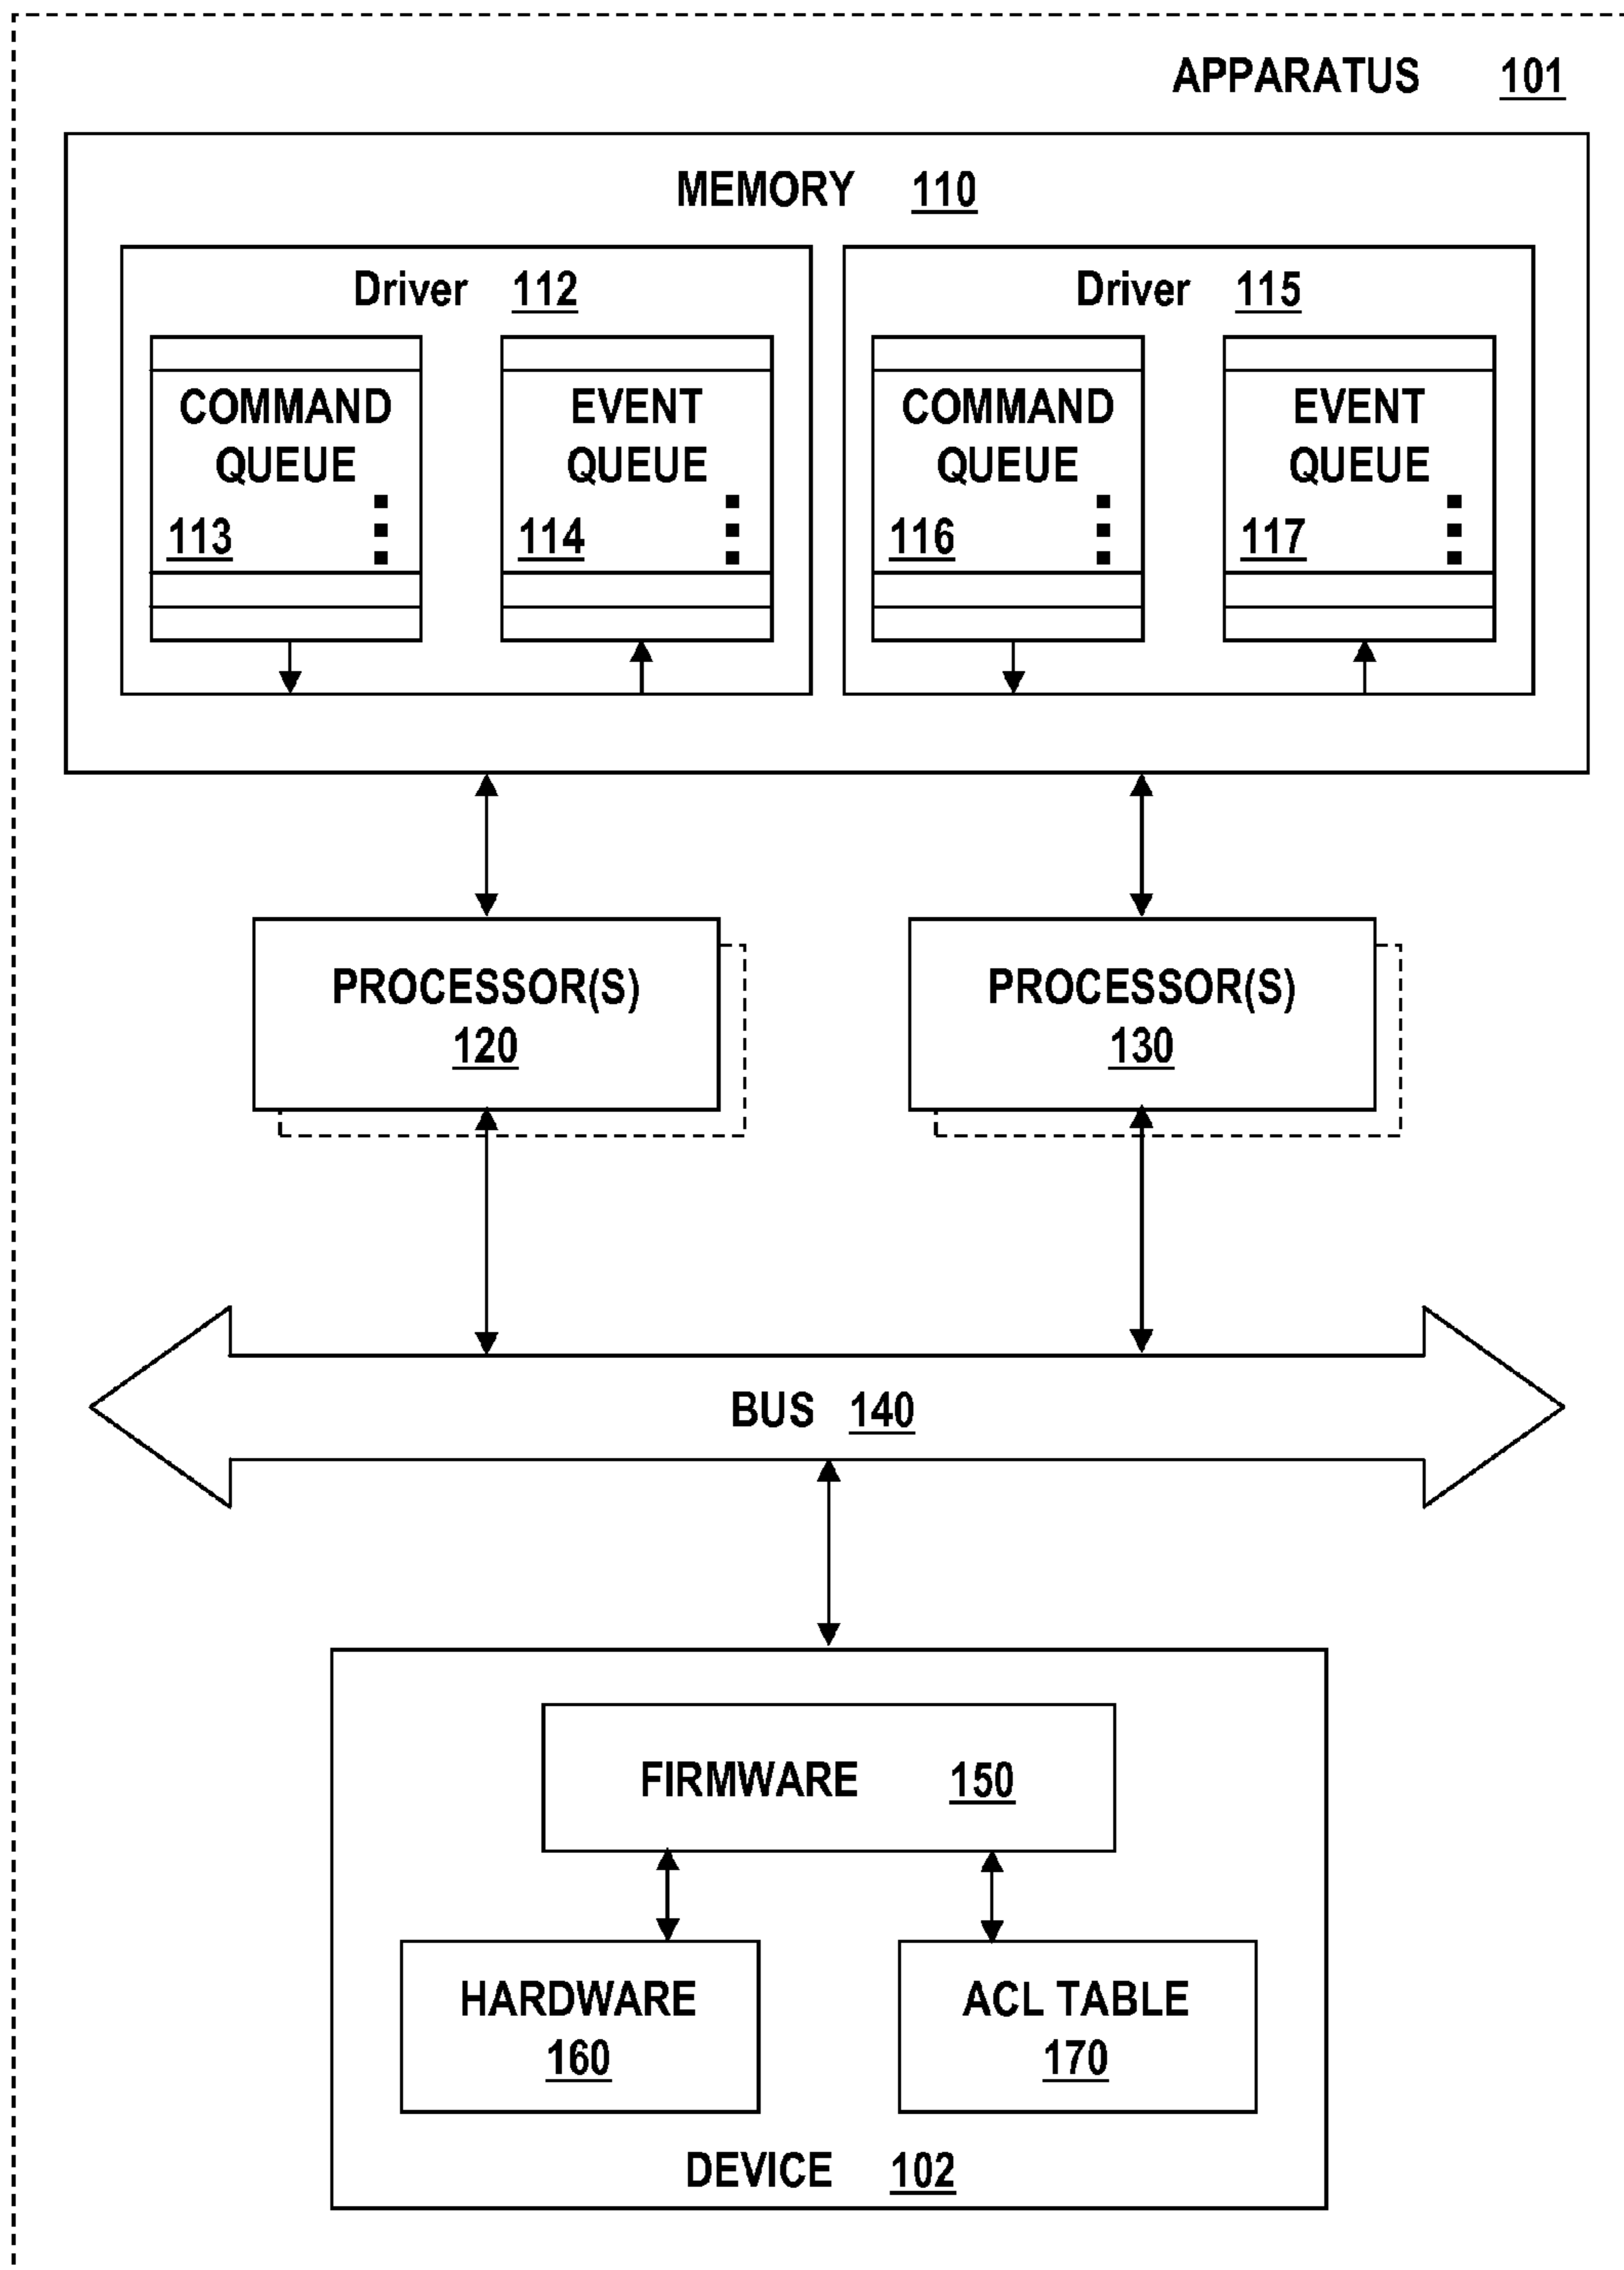 APPARATUS 101
MEMORY 110
Driver 112
Driver 115
COMMAND
QUEUE
113
EVENT
QUEUE
114
COMMAND
QUEUE
116
EVENT
QUEUE
117
PROCESSOR(S)
120
PROCESSOR(S)
130
BUS 140
FIRMWARE 150
HARDWARE
160
ACL TABLE
170
DEVICE 102